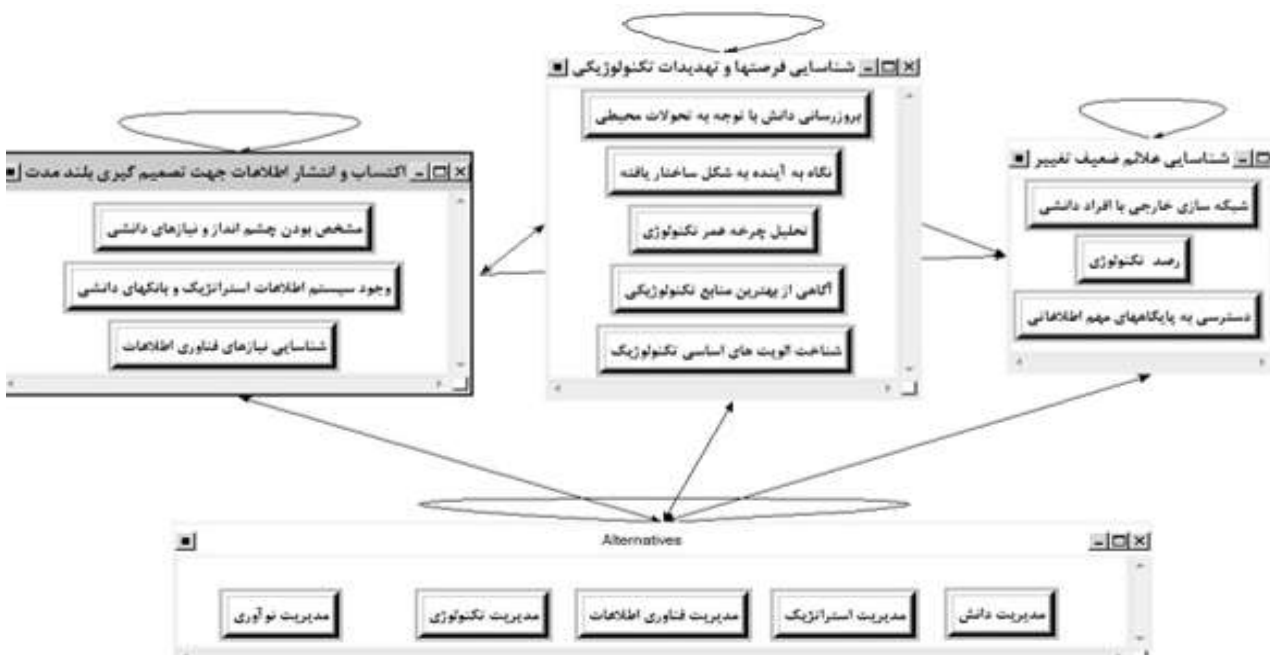 شناسایی علائم ضعیف تغییر
شبکه سازی خارجی با افراد دانشی
رصد تکنولوژی
دسترسی به پایگاههای مهم اطلاعاتی
شناسایی فرصتها و تهدیدات تکنولوژیکی
بروزرسانی دانش با توجه به تحولات محیطی
نگاه به آینده به شکل ساختار یافته
تحلیل چرخه عمر تکنولوژی
آگاهی از بهترین منابع تکنولوژیکی
شناخت الویت های اساسی تکنولوژیک
اکتساب و انتشار اطلاعات جهت تصمیم گیری بلند مدت
مشخص بودن چشم انداز و نیازهای دانشی
وجود سیستم اطلاعات استراتژیک و بانکهای دانشی
شناسایی نیازهای فناوری اطلاعات
Alternatives
مدیریت دانش
مدیریت استراتژیک
مدیریت فناوری اطلاعات
مدیریت تکنولوژی
مدیریت نوآوری